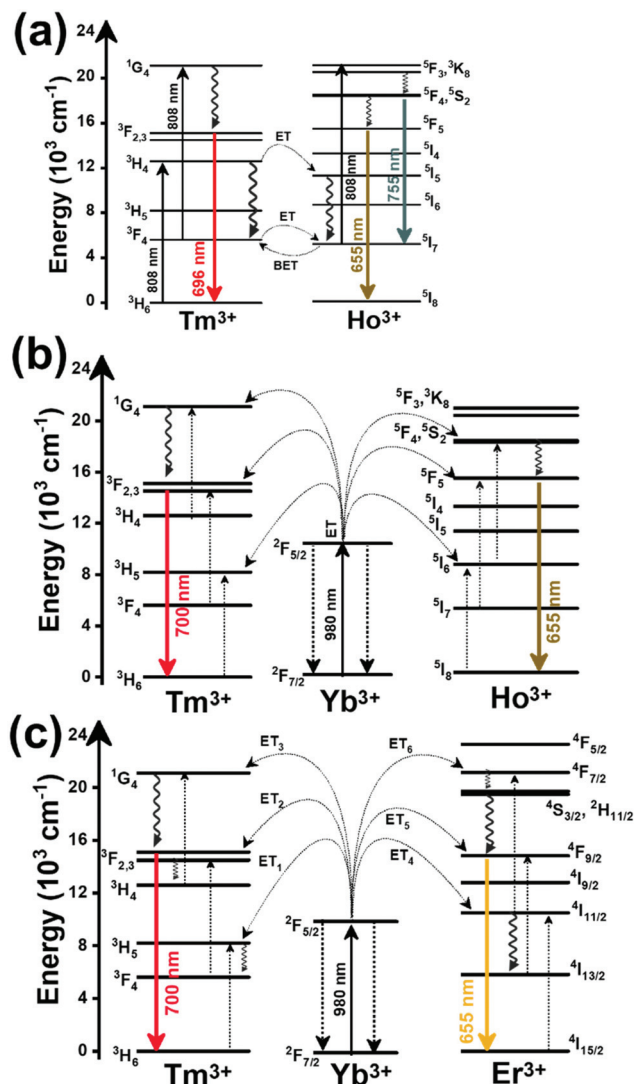 (a)
Energy (10³ cm⁻¹)
24
20
16
12
8
4
0
¹G₄
³F₂,₃
³H₄
³H₅
³F₄
³H₆
808 nm
808 nm
696 nm
Tm³⁺
ET
ET
BET
808 nm
655 nm
755 nm
⁵F₃,³K₈
⁵F₄,⁵S₂
⁵F₅
⁵I₄
⁵I₅
⁵I₆
⁵I₇
⁵I₈
Ho³⁺
(b)
Energy (10³ cm⁻¹)
24
20
16
12
8
4
0
¹G₄
³F₂,₃
³H₄
³H₅
³F₄
³H₆
700 nm
Tm³⁺
ET
²F₅/₂
980 nm
²F₇/₂
Yb³⁺
⁵F₃,³K₈
⁵F₄,⁵S₂
⁵F₅
⁵I₄
⁵I₅
⁵I₆
⁵I₇
⁵I₈
655 nm
Ho³⁺
(c)
Energy (10³ cm⁻¹)
24
20
16
12
8
4
0
¹G₄
³F₂,₃
³H₄
³H₅
³F₄
³H₆
700 nm
Tm³⁺
ET₃
ET₂
ET₁
ET₆
ET₅
ET₄
²F₅/₂
980 nm
²F₇/₂
Yb³⁺
⁴F₅/₂
⁴F₇/₂
⁴S₃/₂, ²H₁₁/₂
⁴F₉/₂
⁴I₉/₂
⁴I₁₁/₂
⁴I₁₃/₂
⁴I₁₅/₂
655 nm
Er³⁺